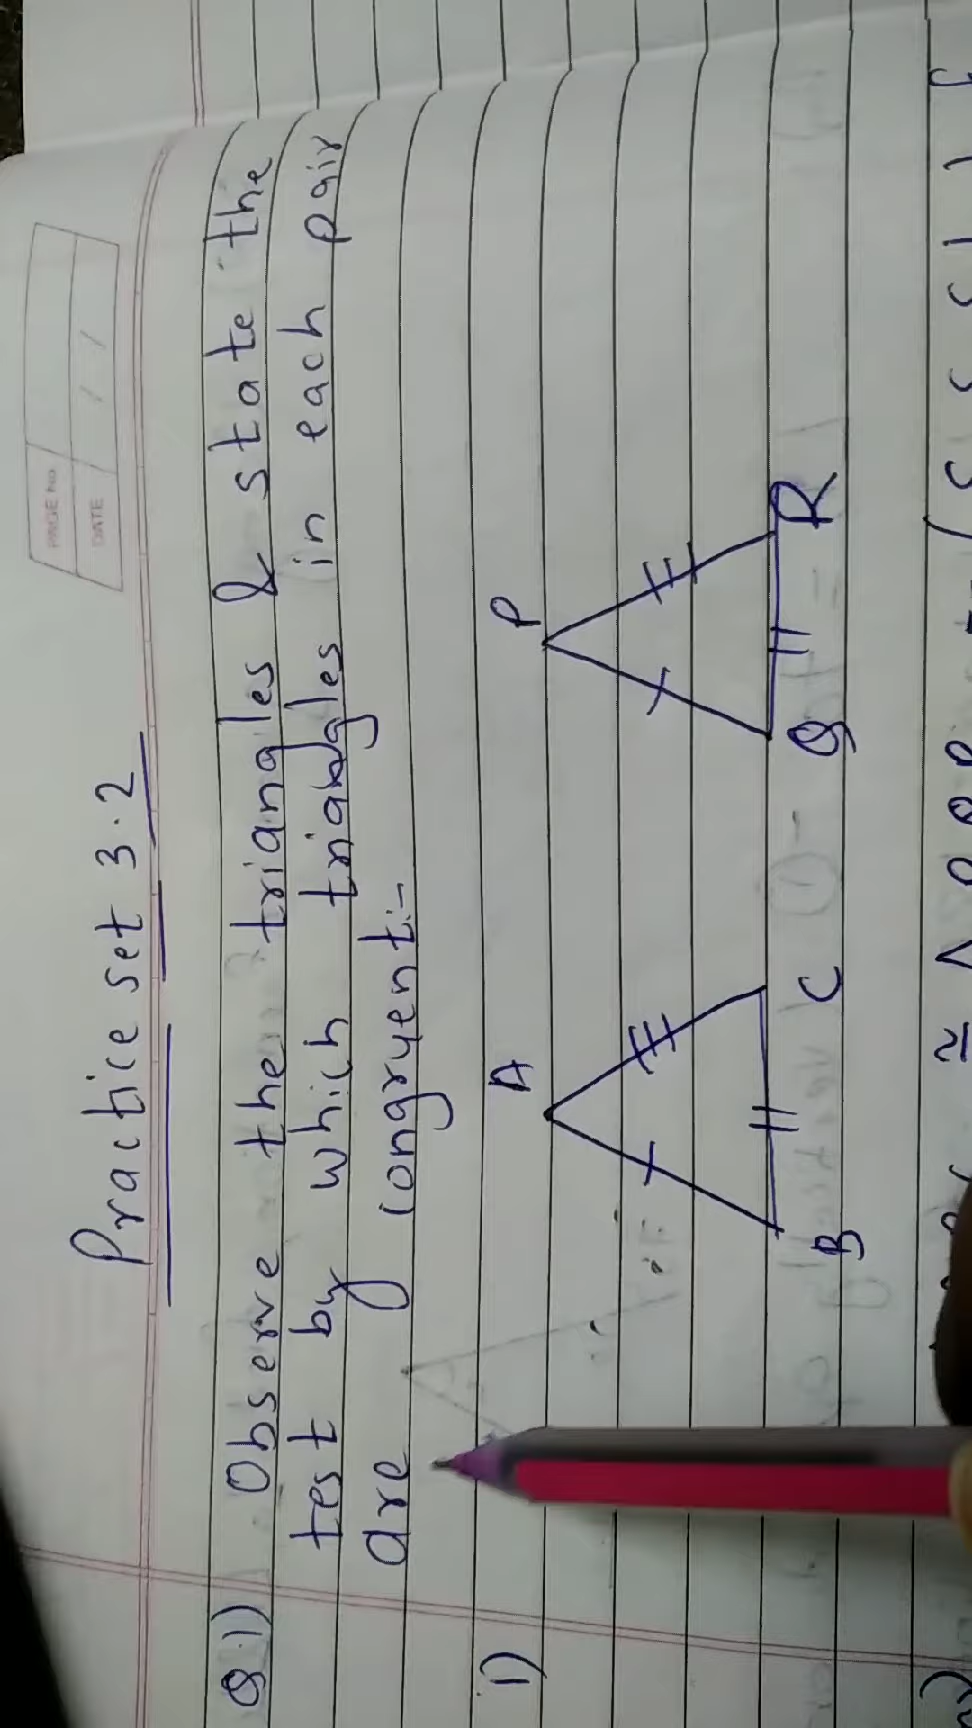 PAGE No
DATE / /
Practice set 3.2
Q.1) Observe the triangles & state the
test by which triangles in each pair
are congruent:-
1)
A P
B C Q R
≅